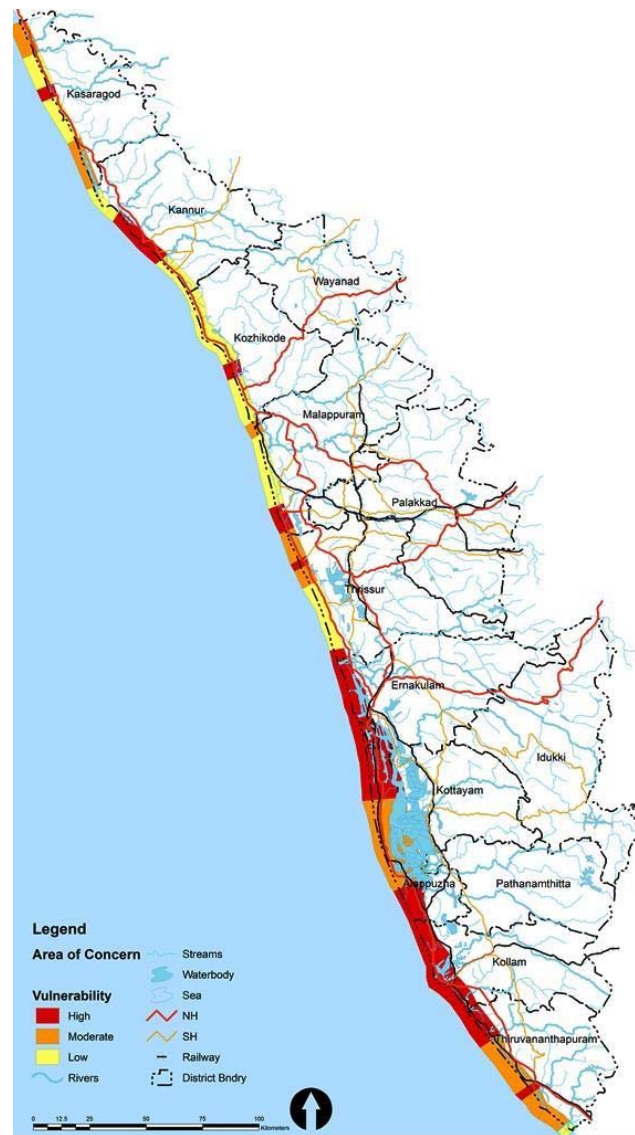 Kasaragod
Kannur
Wayanad
Kozhikode
Malappuram
Palakkad
Thrissur
Ernakulam
Idukki
Kottayam
Alappuzha
Pathanamthitta
Kollam
Thiruvananthapuram
Legend
Area of Concern
Vulnerability
High
Moderate
Low
Rivers
Streams
Waterbody
Sea
NH
SH
Railway
District Bndry
0 12.5 25 50 75 100
Kilometers